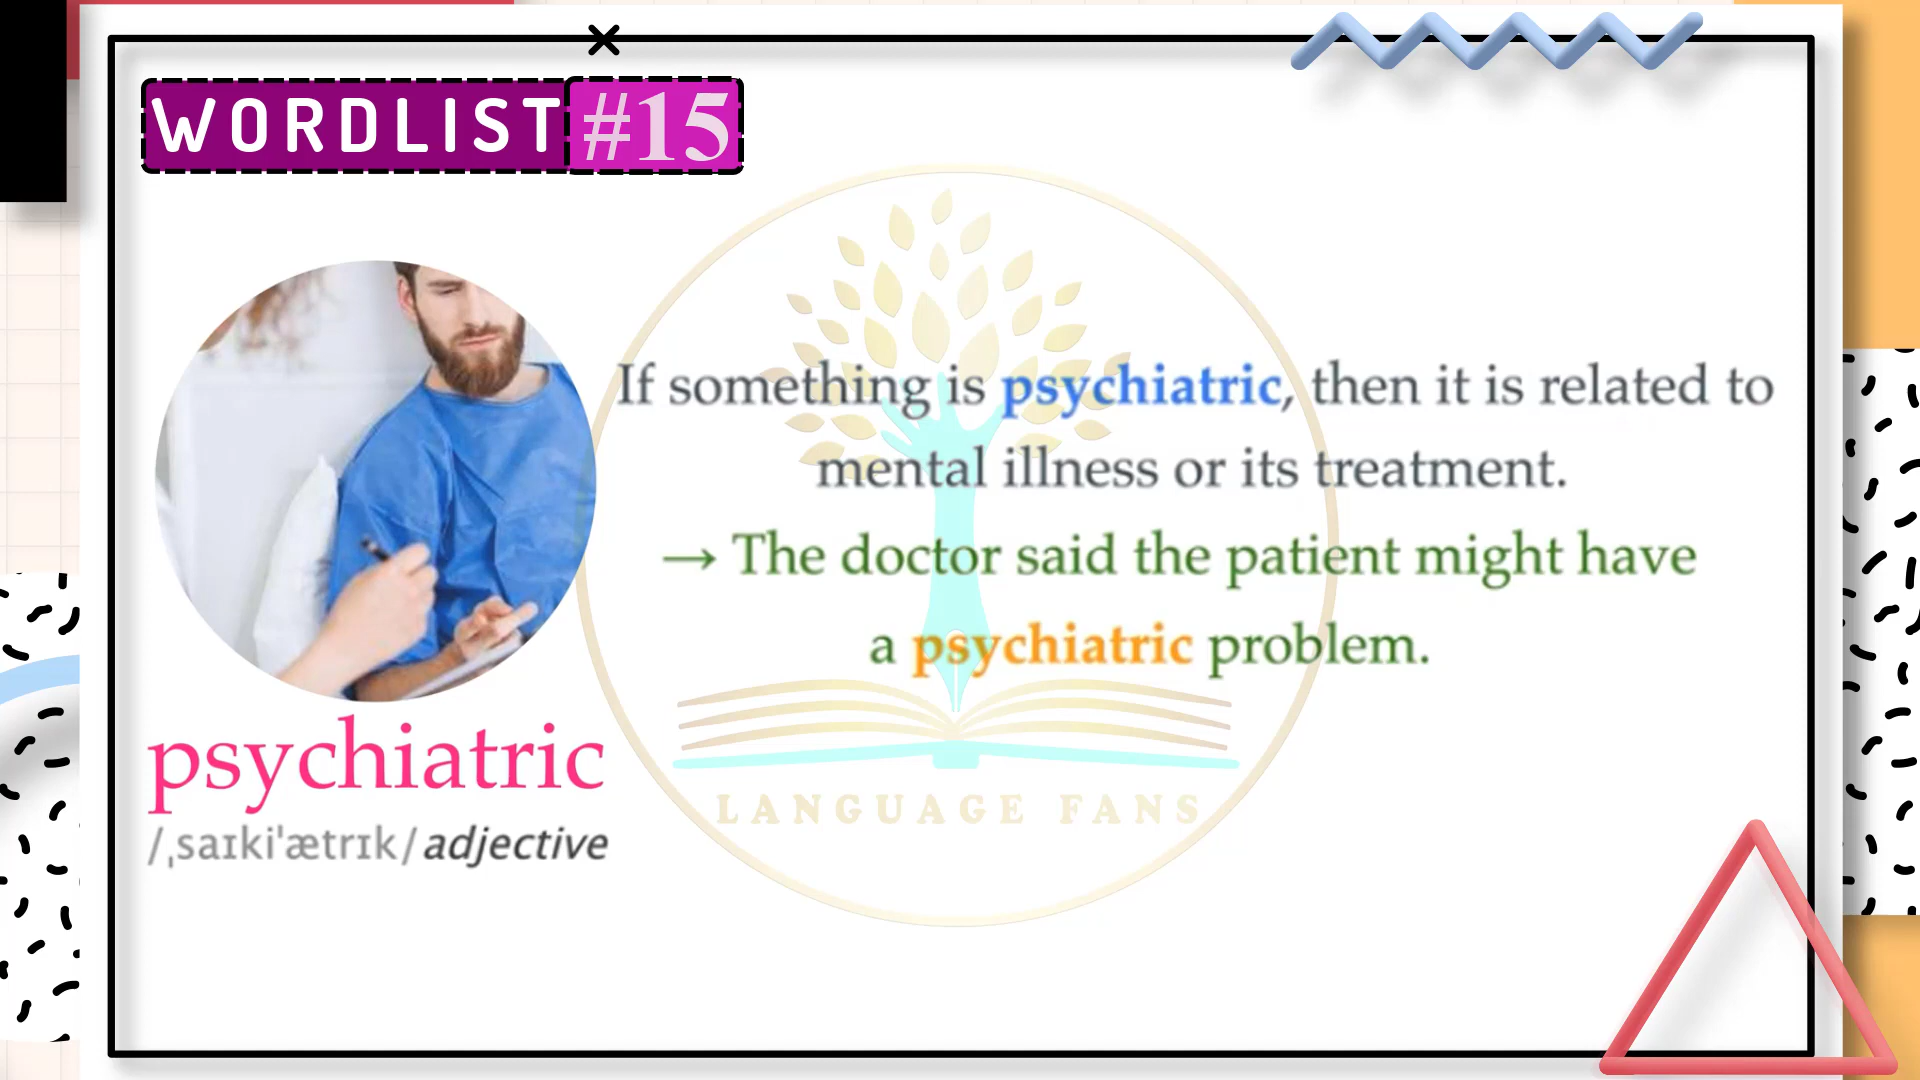 WORDLIST #15
If something is psychiatric, then it is related to
mental illness or its treatment.
→ The doctor said the patient might have
a psychiatric problem.
psychiatric
/ˌsaɪkiˈætrɪk/ adjective
LANGUAGE FANS